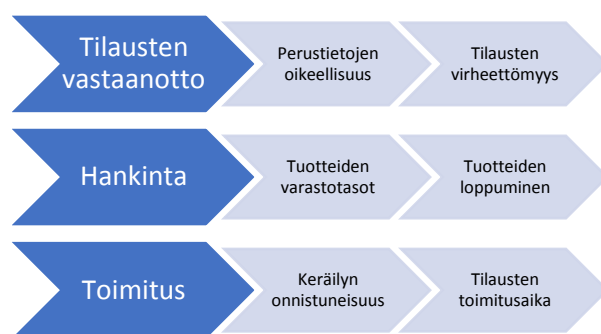 Tilausten
vastaanotto
Perustietojen
oikeellisuus
Tilausten
virheettömyys
Hankinta
Tuotteiden
varastotasot
Tuotteiden
loppuminen
Toimitus
Keräilyn
onnistuneisuus
Tilausten
toimitusaika